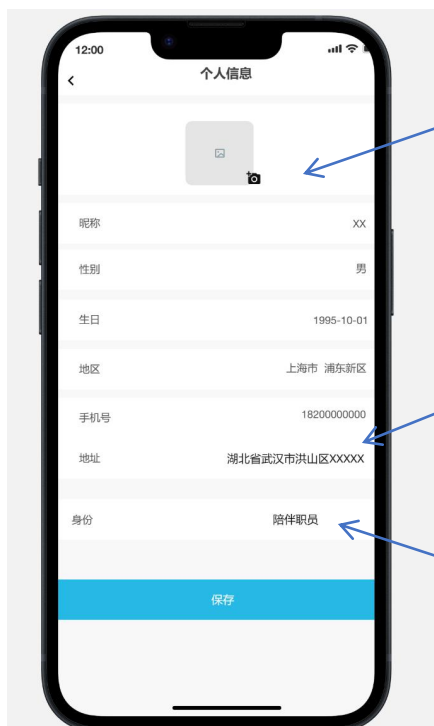 12:00
个人信息
昵称 XX
性别 男
生日 1995-10-01
地区 上海市 浦东新区
手机号 18200000000
地址 湖北省武汉市洪山区XXXXX
身份 陪伴职员
保存